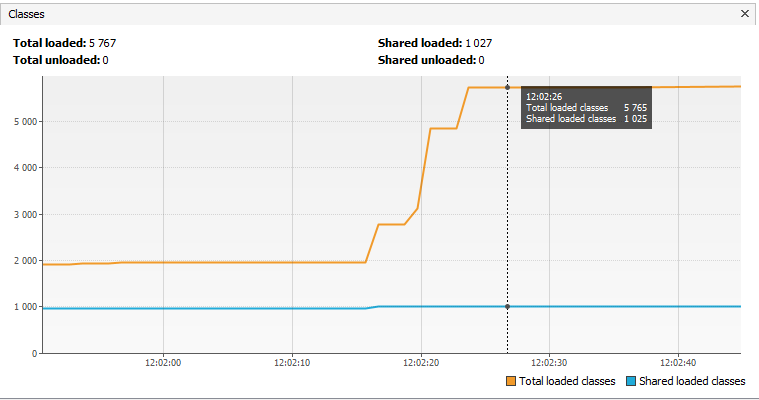 Classes
Total loaded: 5 767 Shared loaded: 1 027
Total unloaded: 0 Shared unloaded: 0
5 000
4 000
3 000
2 000
1 000
0
12:02:26
Total loaded classes 5 765
Shared loaded classes 1 025
12:02:00 12:02:10 12:02:20 12:02:30 12:02:40
Total loaded classes Shared loaded classes